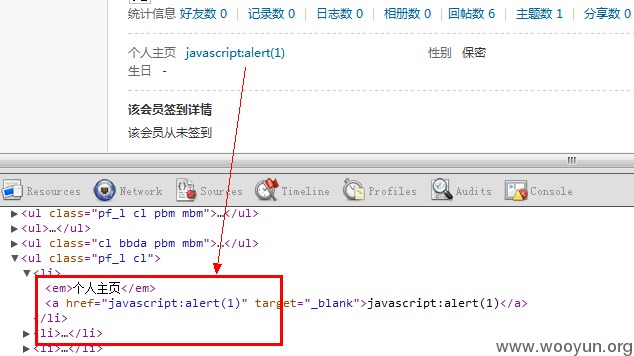 统计信息 好友数 0 | 记录数 0 | 日志数 0 | 相册数 0 | 回帖数 6 | 主题数 1 | 分享数 0
个人主页 javascript:alert(1) 性别 保密
生日 -
该会员签到详情
该会员从未签到
Resources Network Sources Timeline Profiles Audits Console
▶<ul class="pf_l cl pbm mbm">…</ul>
▶<ul>…</ul>
▶<ul class="cl bbda pbm mbm">…</ul>
▼<ul class="pf_l cl">
▼<li>
<em>个人主页</em>
<a href="javascript:alert(1)" target="_blank">javascript:alert(1)</a>
</li>
▶<li>…</li>
▶<li>…</li>
www.wooyun.org